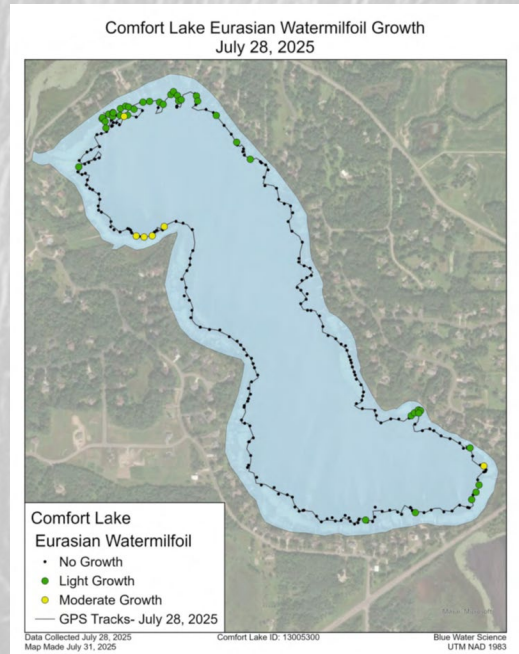 Comfort Lake Eurasian Watermilfoil Growth
July 28, 2025
Comfort Lake
Eurasian Watermilfoil
No Growth
Light Growth
Moderate Growth
GPS Tracks- July 28, 2025
Data Collected July 28, 2025
Map Made July 31, 2025
Comfort Lake ID: 13005300
Blue Water Science
UTM NAD 1983